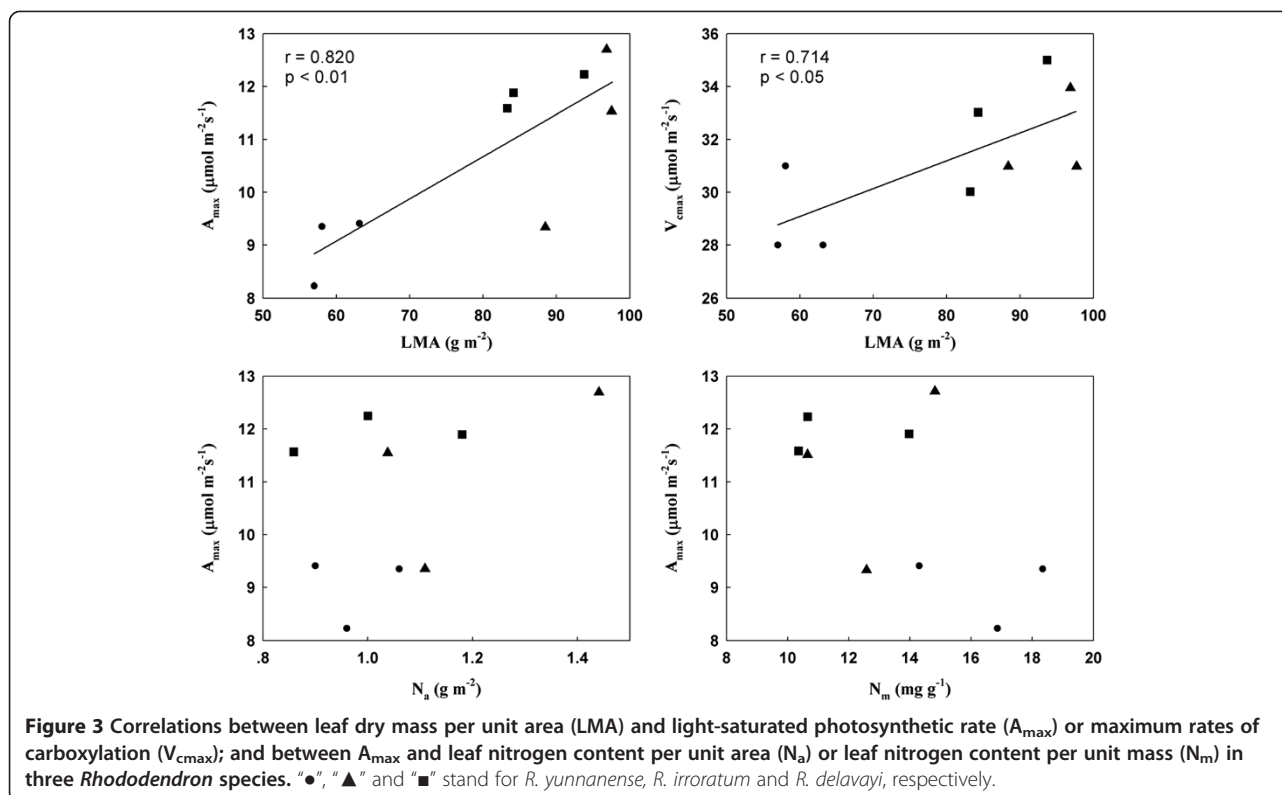 13
12
11
10
9
8
A_max (μmol m⁻²s⁻¹)
r = 0.820
p < 0.01
50 60 70 80 90 100
LMA (g m⁻²)
36
34
32
30
28
26
V_cmax (μmol m⁻²s⁻¹)
r = 0.714
p < 0.05
50 60 70 80 90 100
LMA (g m⁻²)
13
12
11
10
9
8
A_max (μmol m⁻²s⁻¹)
.8 1.0 1.2 1.4
N_a (g m⁻²)
13
12
11
10
9
8
A_max (μmol m⁻²s⁻¹)
8 10 12 14 16 18 20
N_m (mg g⁻¹)
Figure 3 Correlations between leaf dry mass per unit area (LMA) and light-saturated photosynthetic rate (A_max) or maximum rates of
carboxylation (V_cmax); and between A_max and leaf nitrogen content per unit area (N_a) or leaf nitrogen content per unit mass (N_m) in
three Rhododendron species. “●”, “▲” and “■” stand for R. yunnanense, R. irroratum and R. delavayi, respectively.